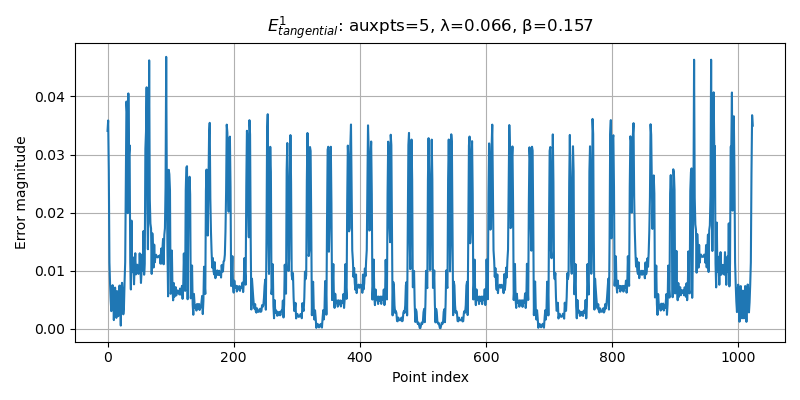 E¹tangential: auxpts=5, λ=0.066, β=0.157
Error magnitude
0.04
0.03
0.02
0.01
0.00
0 200 400 600 800 1000
Point index